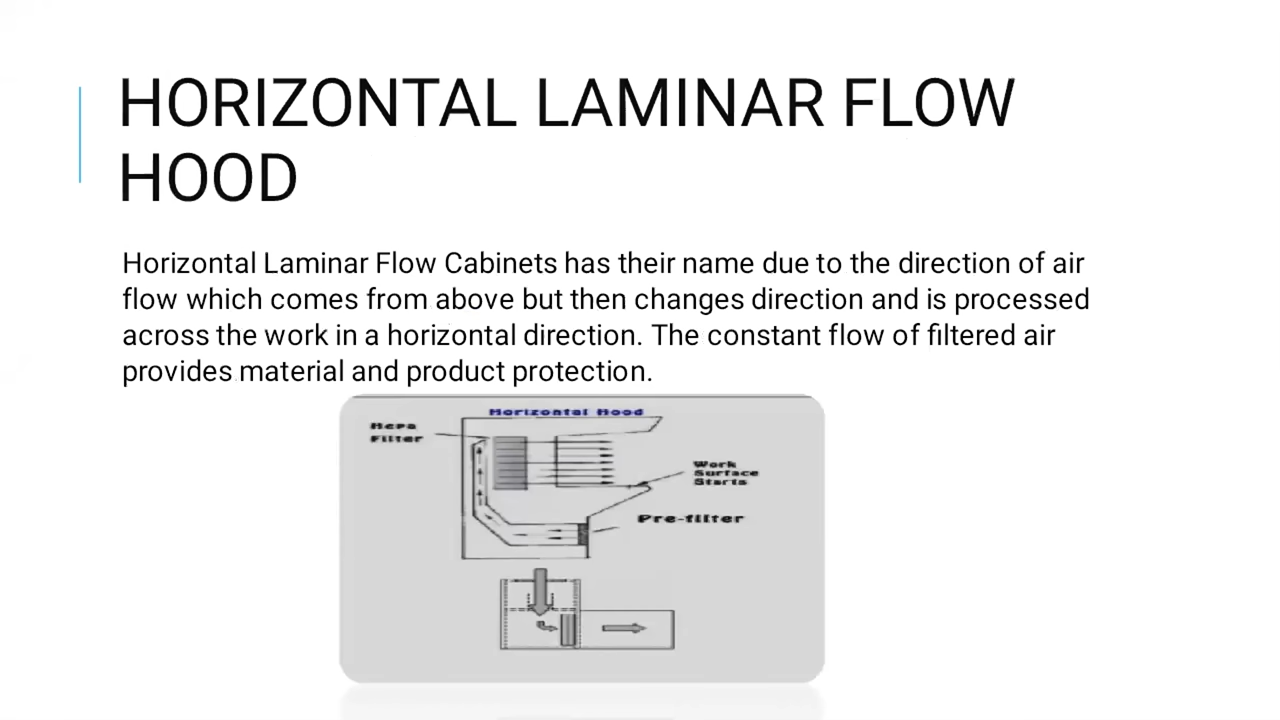 HORIZONTAL LAMINAR FLOW
HOOD
Horizontal Laminar Flow Cabinets has their name due to the direction of air
flow which comes from above but then changes direction and is processed
across the work in a horizontal direction. The constant flow of filtered air
provides material and product protection.
Horizontal Hood
Hepa
Filter
Work
Surface
Starts
Pre-filter